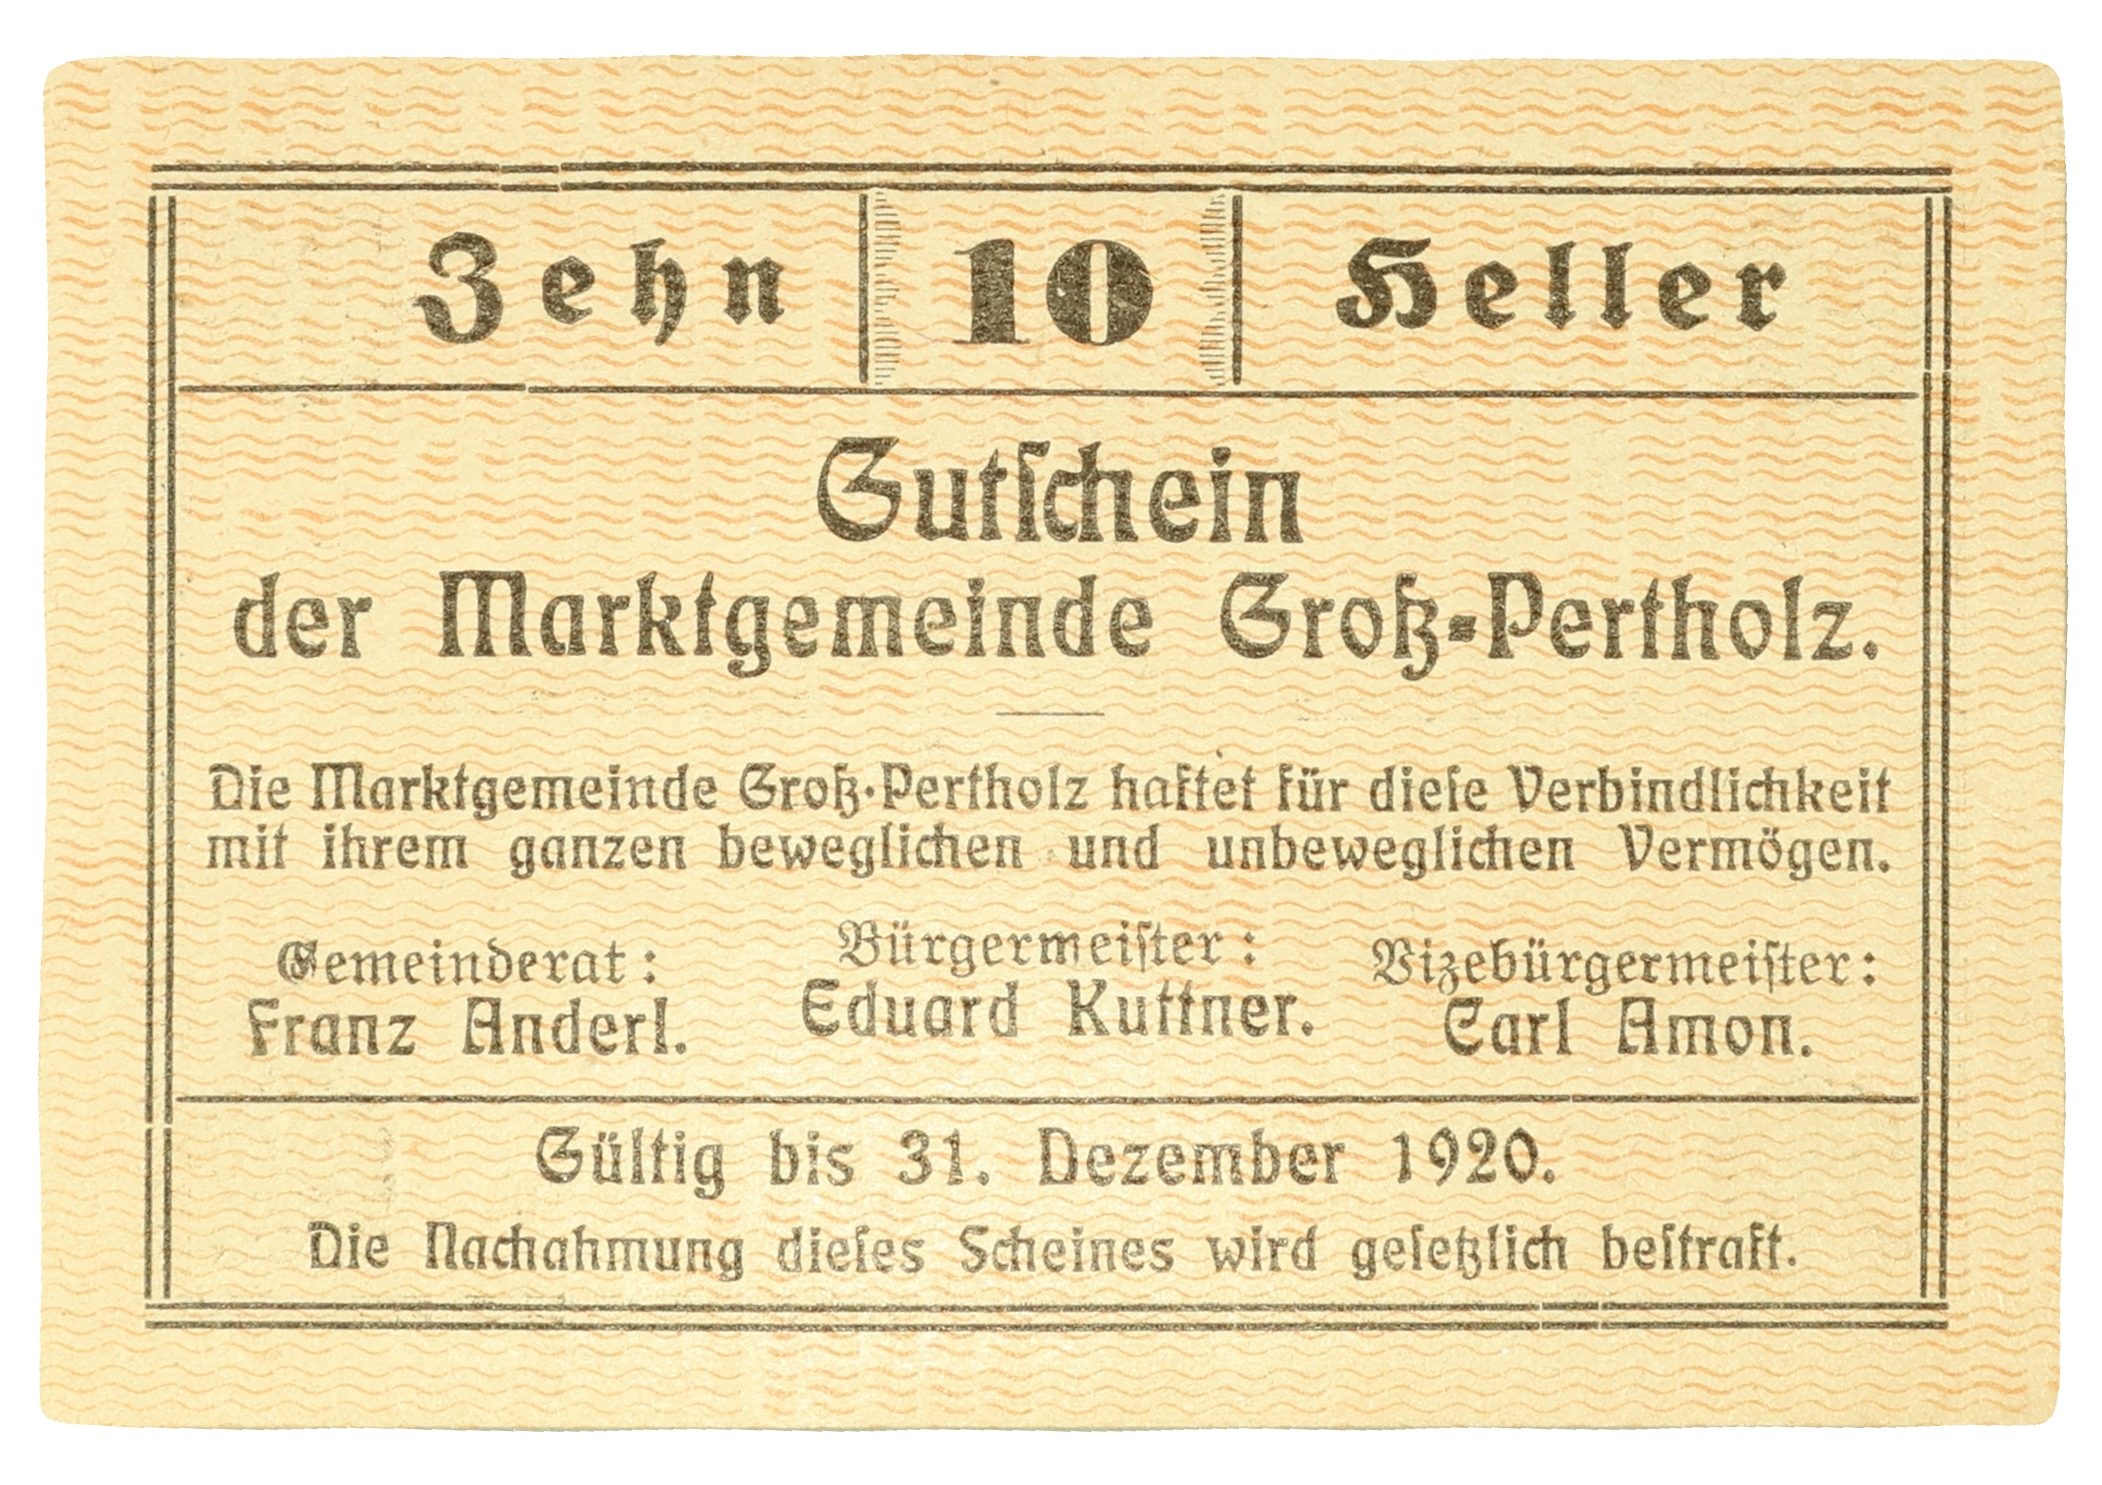 Zehn 10 Heller
Gutſchein
der Marktgemeinde Groß-Pertholz.
Die Marktgemeinde Groß-Pertholz haftet für dieſe Verbindlichkeit
mit ihrem ganzen beweglichen und unbeweglichen Vermögen.
Gemeinderat:
Franz Anderl.
Bürgermeiſter:
Eduard Kuttner.
Vizebürgermeiſter:
Carl Amon.
Gültig bis 31. Dezember 1920.
Die Nachahmung dieſes Scheines wird geſetzlich beſtraft.